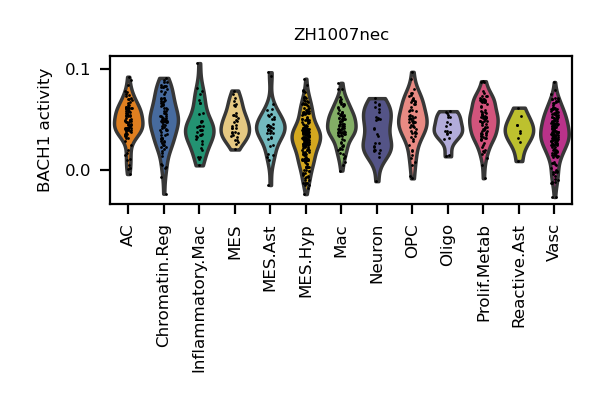 ZH1007nec
BACH1 activity
0.1
0.0
AC
Chromatin.Reg
Inflammatory.Mac
MES
MES.Ast
MES.Hyp
Mac
Neuron
OPC
Oligo
Prolif.Metab
Reactive.Ast
Vasc